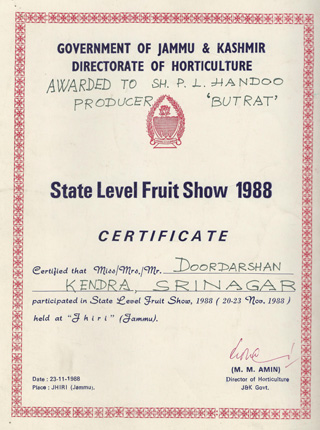 GOVERNMENT OF JAMMU & KASHMIR
DIRECTORATE OF HORTICULTURE
AWARDED TO SH. P. L. HANDOO
PRODUCER 'BUTRAT'
State Level Fruit Show 1988
CERTIFICATE
Certified that Miss/Mrs./Mr. DOORDARSHAN
KENDRA, SRINAGAR
participated in State Level Fruit Show, 1988 ( 20-23 Nov. 1988 )
held at "Jhiri" (Jammu).
(M. M. AMIN)
Date : 23-11-1988
Director of Horticulture
Place : JHIRI (Jammu).
J&K Govt.